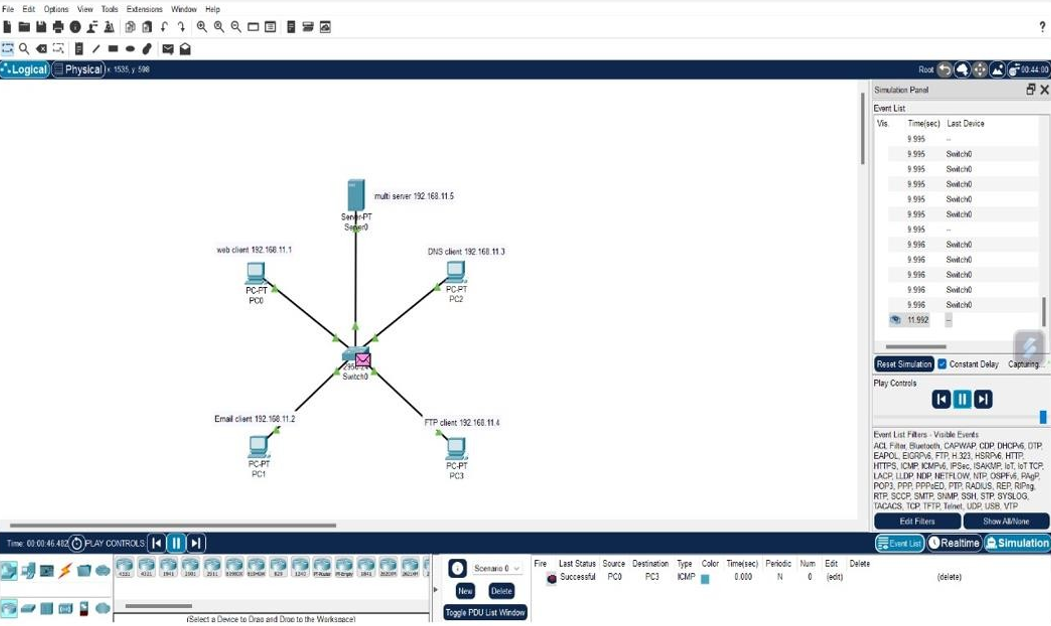 File Edit Options View Tools Extensions Window Help
?
Logical Physical x: 1535, y: 598 Root 00:44:00
Simulation Panel
Event List
Vis. Time(sec) Last Device
9.995 --
9.995 Switch0
9.995 Switch0
9.995 Switch0
9.995 Switch0
9.995 Switch0
9.995 --
9.996 Switch0
9.996 Switch0
9.996 Switch0
9.996 Switch0
9.996 Switch0
11.992 --
Reset Simulation Constant Delay Capturing...
Play Controls
Event List Filters - Visible Events
ACL Filter, Bluetooth, CAPWAP, CDP, DHCPv6, DTP,
EAPOL, EIGRPv6, FTP, H.323, HSRPv6, HTTP,
HTTPS, ICMP, ICMPv6, IPSec, ISAKMP, IoT, IoT TCP,
LACP, LLDP, NDP, NETFLOW, NTP, OSPFv6, PAgP,
POP3, PPP, PPPoED, PTP, RADIUS, REP, RIPng,
RTP, SCCP, SMTP, SNMP, SSH, STP, SYSLOG,
TACACS, TCP, TFTP, Telnet, UDP, USB, VTP
Edit Filters Show All/None
Event List Realtime Simulation
multi server 192.168.11.5
Server-PT
Server0
web client 192.168.11.1
PC-PT
PC0
DNS client 192.168.11.3
PC-PT
PC2
Switch0
Email client 192.168.11.2
PC-PT
PC1
FTP client 192.168.11.4
PC-PT
PC3
Time: 00:00:46.482 PLAY CONTROLS
4331 4321 1941 2901 2911 819HGW 829 1240 PT-Router PT-Empty 1841 2620XM 2621XM
(Select a Device to Drag and Drop to the Workspace)
Scenario 0
New Delete
Toggle PDU List Window
Fire Last Status Source Destination Type Color Time(sec) Periodic Num Edit Delete
Successful PC0 PC3 ICMP 0.000 N 0 (edit) (delete)